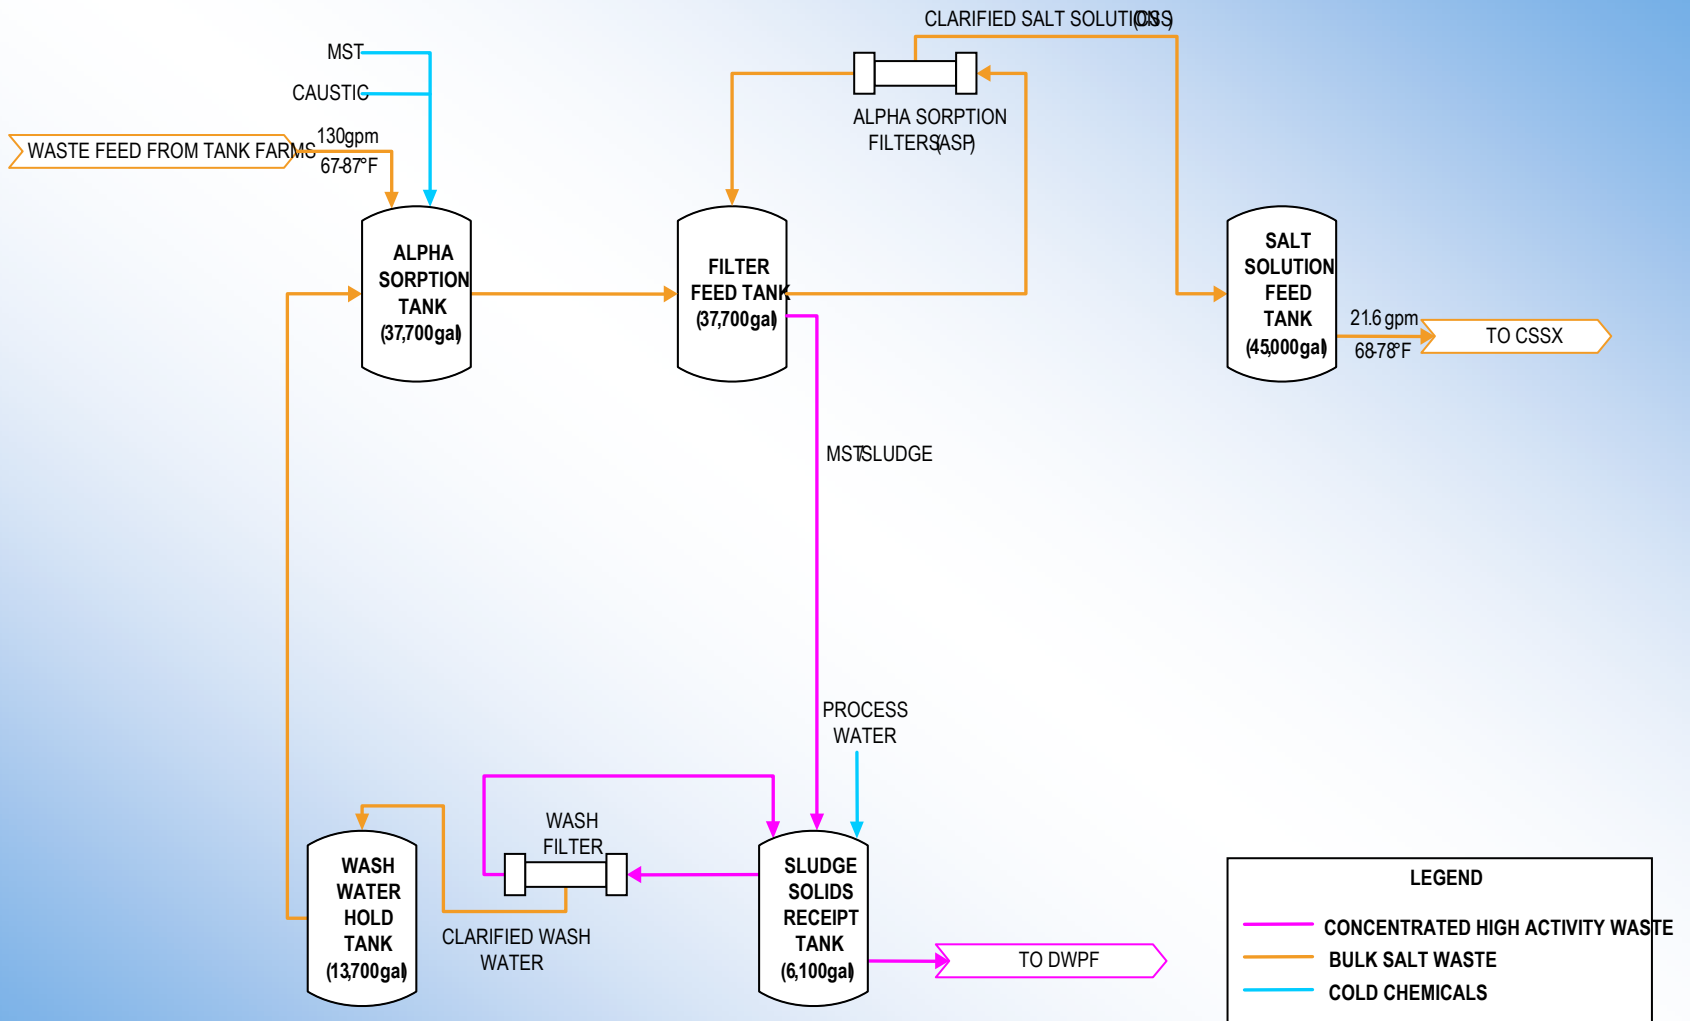 CLARIFIED SALT SOLUTION (CSS)
MST
CAUSTIC
WASTE FEED FROM TANK FARMS
130gpm
67-87°F
ALPHA SORPTION
FILTERS (ASP)
ALPHA
SORPTION
TANK
(37,700gal)
FILTER
FEED TANK
(37,700gal)
SALT
SOLUTION
FEED
TANK
(45,000gal)
21.6 gpm
68-78°F
TO CSSX
MST/SLUDGE
PROCESS
WATER
WASH
FILTER
WASH
WATER
HOLD
TANK
(13,700gal)
CLARIFIED WASH
WATER
SLUDGE
SOLIDS
RECEIPT
TANK
(6,100gal)
TO DWPF
LEGEND
CONCENTRATED HIGH ACTIVITY WASTE
BULK SALT WASTE
COLD CHEMICALS